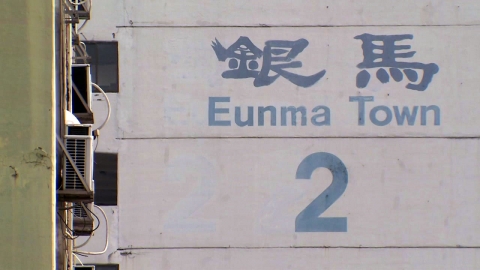 銀馬
Eunma Town
2